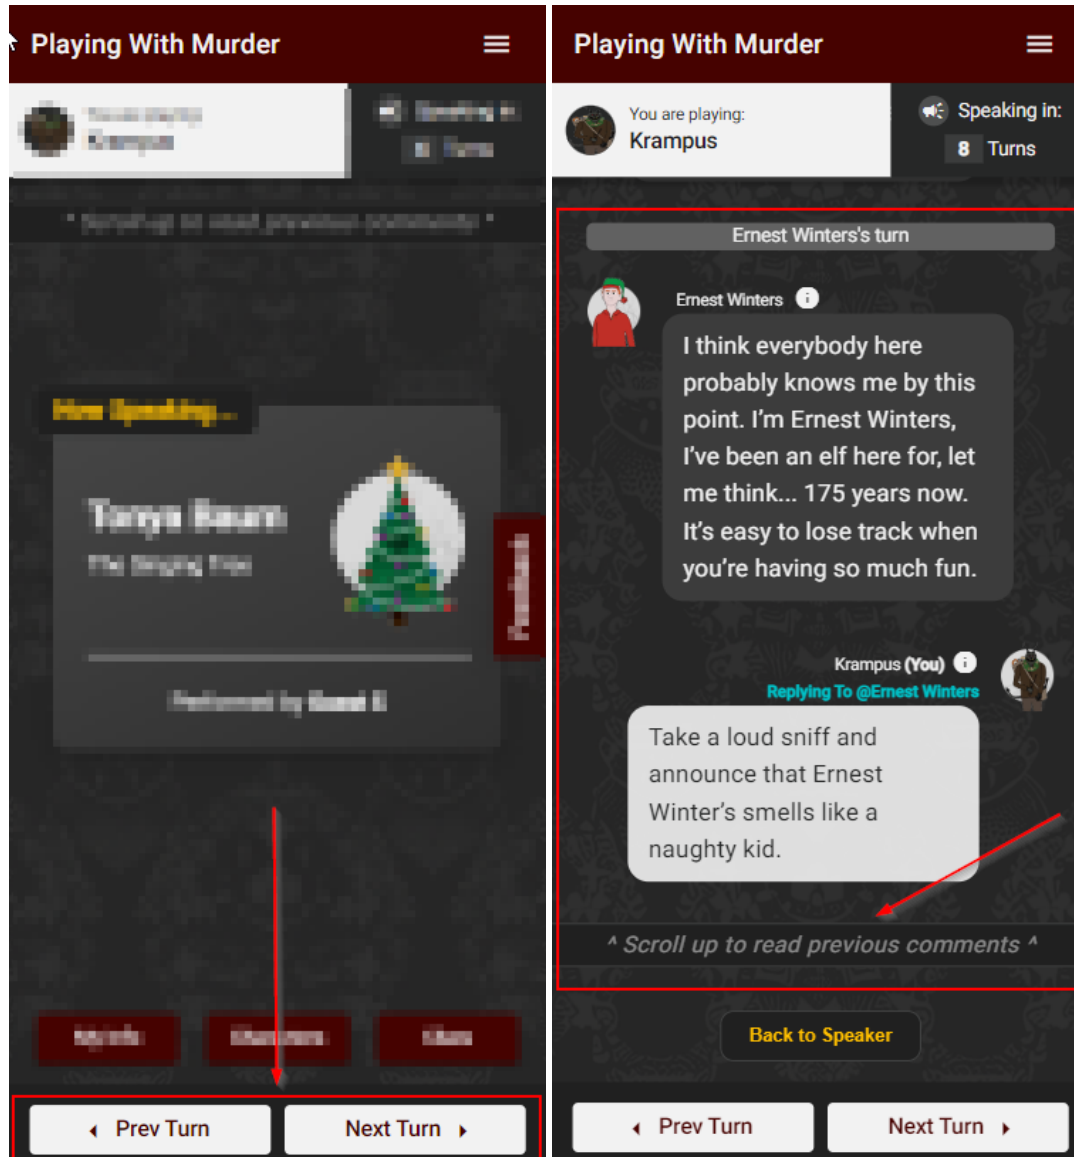 Playing With Murder
Krampus
Tanya Baum
Prev Turn
Next Turn
Playing With Murder
You are playing:
Krampus
Speaking in:
8 Turns
Ernest Winters's turn
Ernest Winters
I think everybody here
probably knows me by this
point. I'm Ernest Winters,
I've been an elf here for, let
me think... 175 years now.
It's easy to lose track when
you're having so much fun.
Krampus (You)
Replying To @Ernest Winters
Take a loud sniff and
announce that Ernest
Winter's smells like a
naughty kid.
^ Scroll up to read previous comments ^
Back to Speaker
Prev Turn
Next Turn